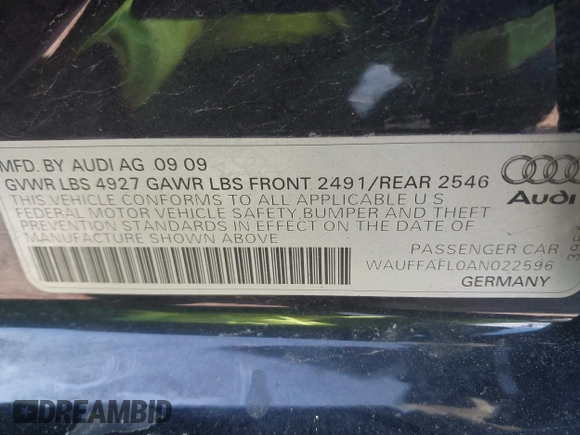 MFD. BY AUDI AG 09 09
GVWR LBS 4927 GAWR LBS FRONT 2491/REAR 2546
THIS VEHICLE CONFORMS TO ALL APPLICABLE U S
FEDERAL MOTOR VEHICLE SAFETY, BUMPER AND THEFT
PREVENTION STANDARDS IN EFFECT ON THE DATE OF
MANUFACTURE SHOWN ABOVE
Audi
PASSENGER CAR
WAUFFAFL0AN022596
GERMANY
DREAMBID